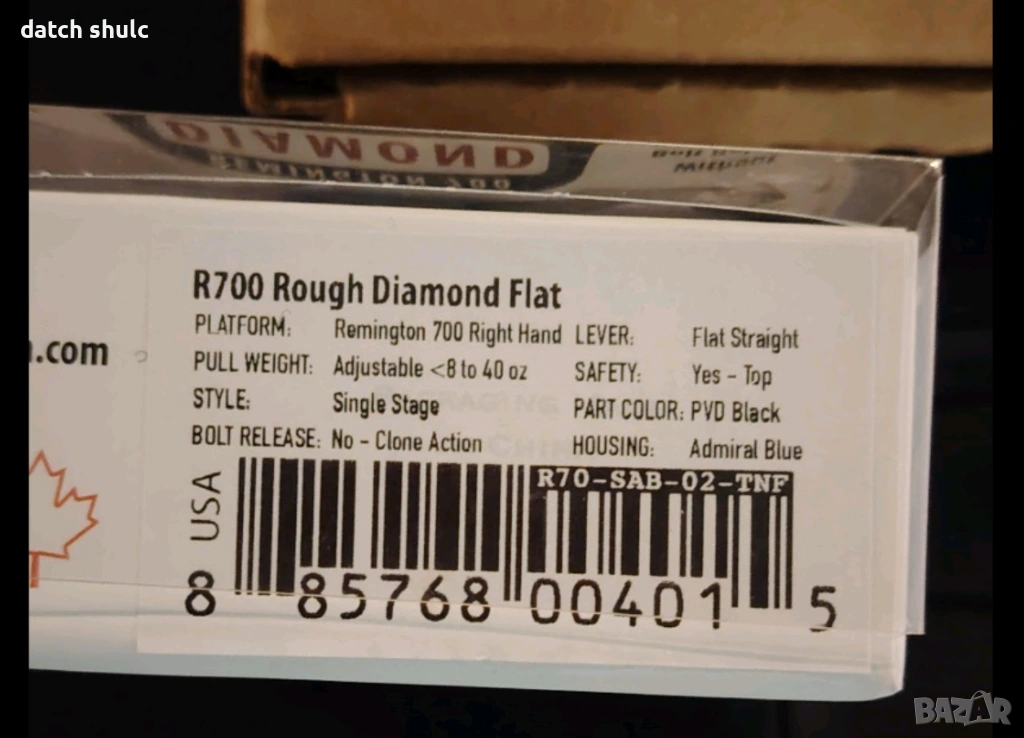 datch shulc
DIAMOND
REMINGTON 700
R700 Rough Diamond Flat
PLATFORM: Remington 700 Right Hand LEVER: Flat Straight
.com
PULL WEIGHT: Adjustable <8 to 40 oz SAFETY: Yes - Top
STYLE: Single Stage PART COLOR: PVD Black
BOLT RELEASE: No - Clone Action HOUSING: Admiral Blue
R70-SAB-02-TNF
USA
8 85768 00401 5
BAZAR